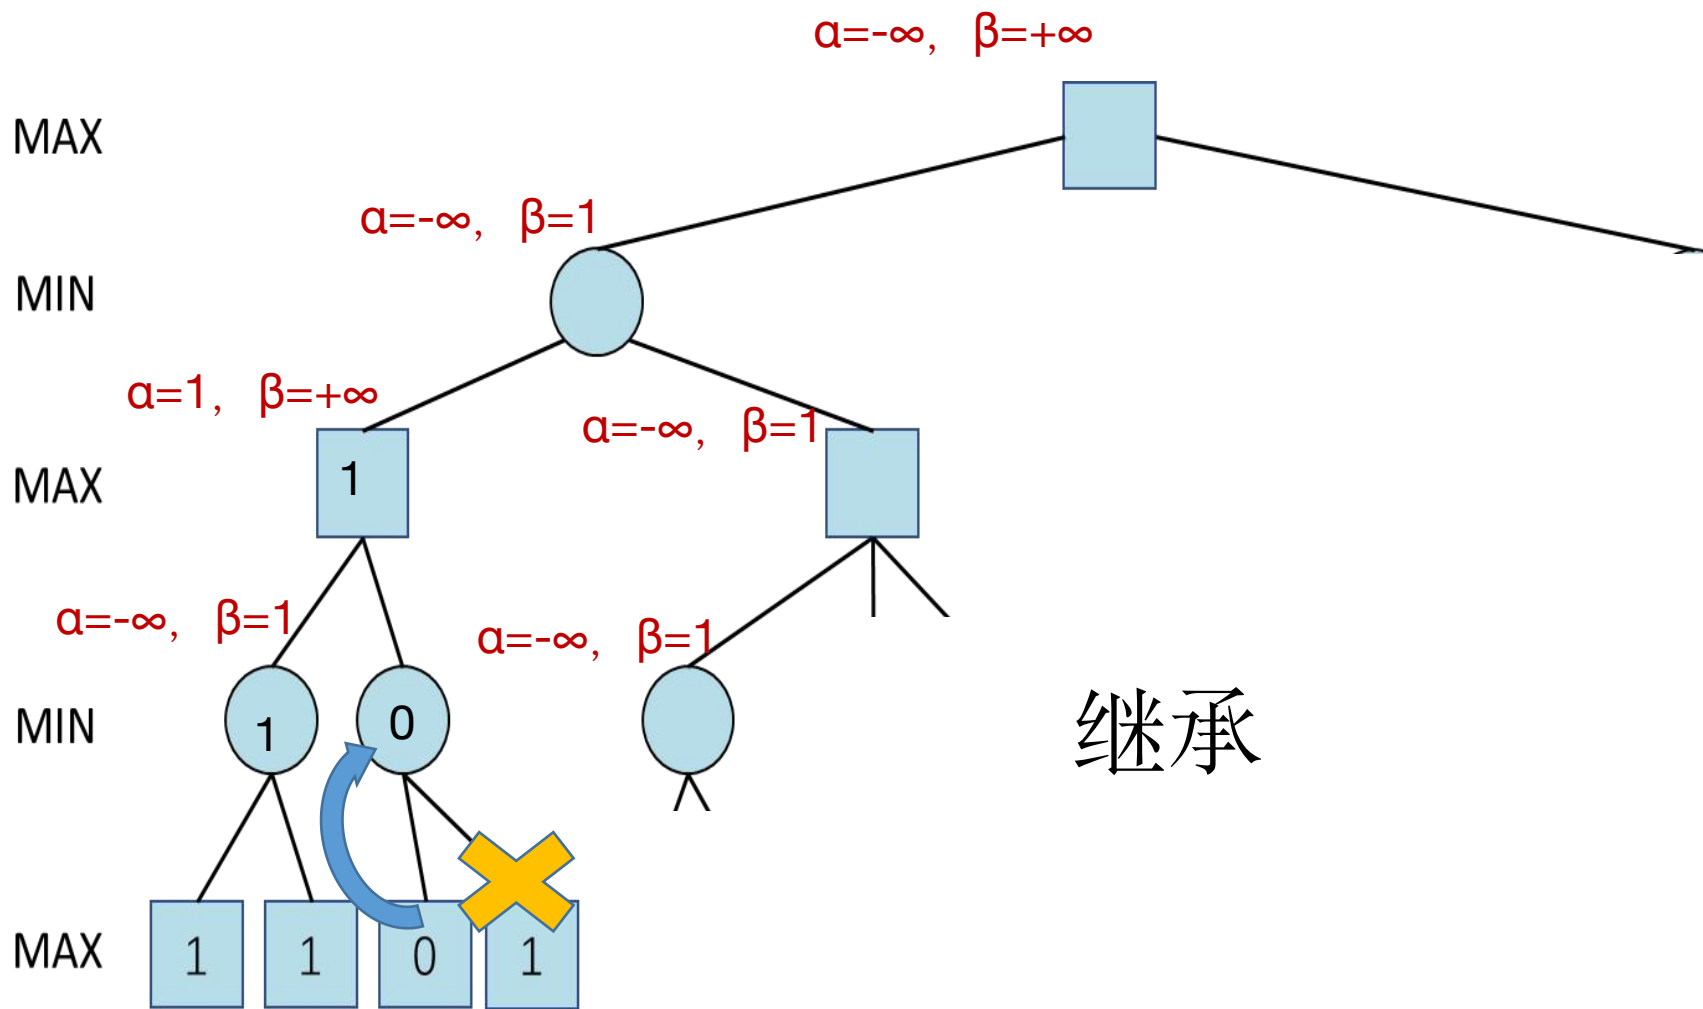 α=-∞, β=+∞
MAX
α=-∞, β=1
MIN
α=1, β=+∞
α=-∞, β=1
MAX
1
α=-∞, β=1
α=-∞, β=1
MIN
1
0
继承
MAX
1
1
0
1